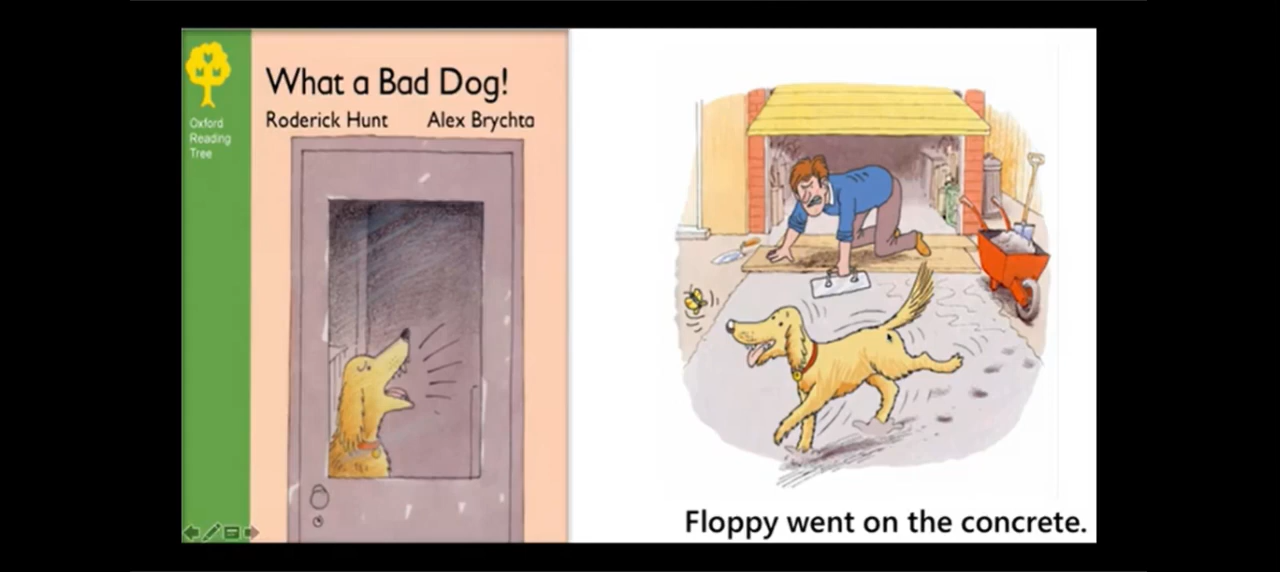 What a Bad Dog!
Roderick Hunt Alex Brychta
Oxford
Reading
Tree
Floppy went on the concrete.